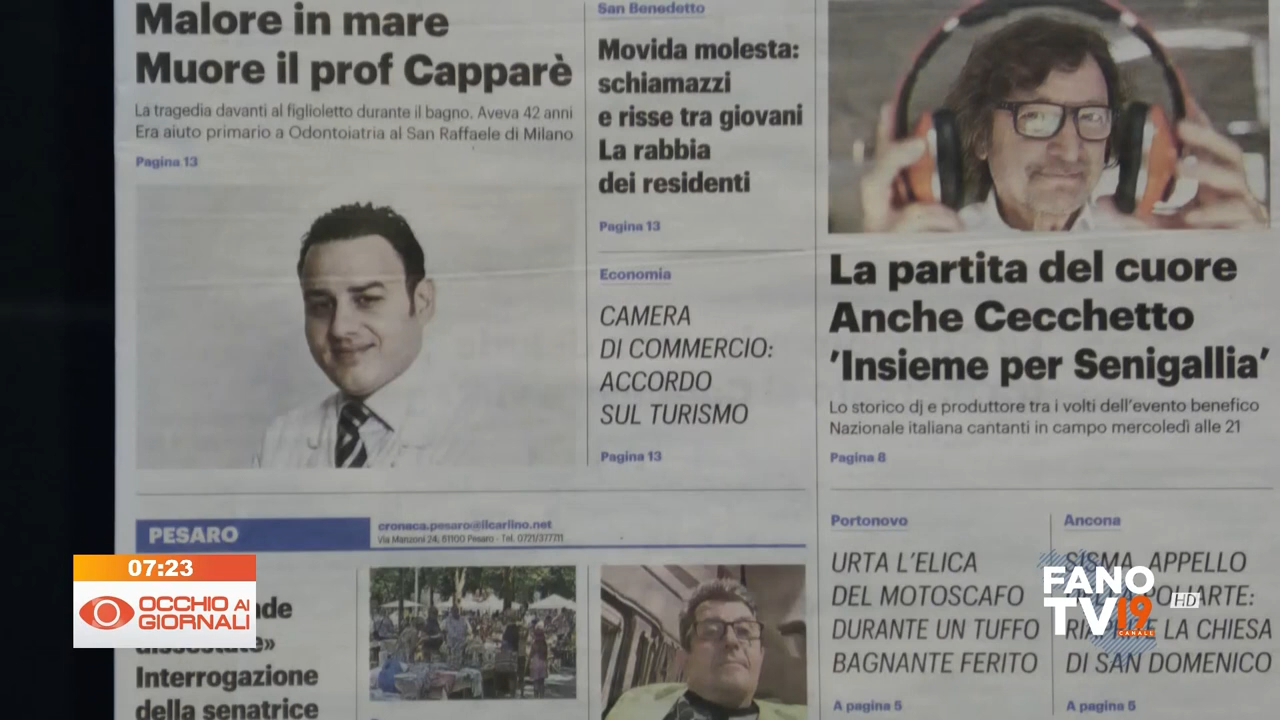 Malore in mare
Muore il prof Capparè
La tragedia davanti al figlioletto durante il bagno. Aveva 42 anni
Era aiuto primario a Odontoiatria al San Raffaele di Milano
Pagina 13
San Benedetto
Movida molesta:
schiamazzi
e risse tra giovani
La rabbia
dei residenti
Pagina 13
Economia
CAMERA
DI COMMERCIO:
ACCORDO
SUL TURISMO
Pagina 13
La partita del cuore
Anche Cecchetto
'Insieme per Senigallia'
Lo storico dj e produttore tra i volti dell'evento benefico
Nazionale italiana cantanti in campo mercoledì alle 21
Pagina 8
PESARO
cronaca.pesaro@ilcarlino.net
Via Manzoni 24, 61100 Pesaro - Tel. 0721/377711
Interrogazione
della senatrice
Portonovo
URTA L'ELICA
DEL MOTOSCAFO
DURANTE UN TUFFO
BAGNANTE FERITO
A pagina 5
Ancona
SISMA, APPELLO
LA CHIESA
DI SAN DOMENICO
A pagina 5
07:23
OCCHIO AI
GIORNALI
FANO
TV 19 HD
CANALE